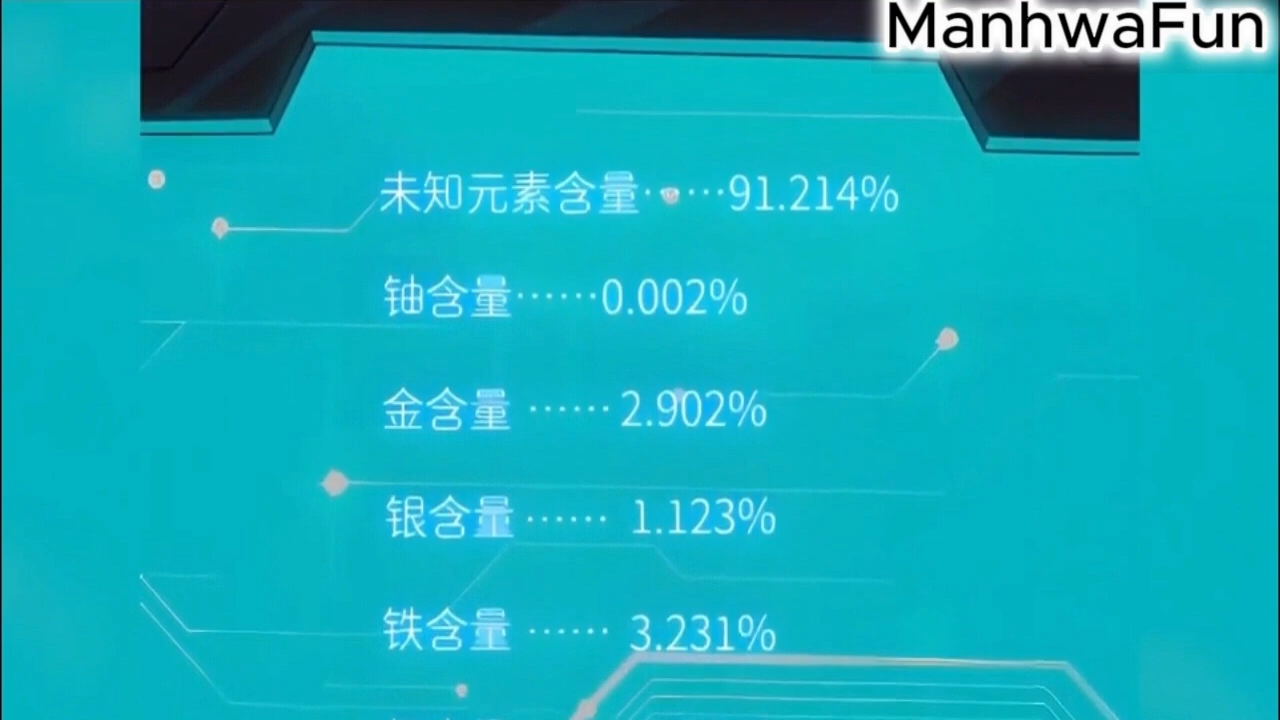 ManhwaFun
未知元素含量……91.214%
铀含量……0.002%
金含量……2.902%
银含量…… 1.123%
铁含量…… 3.231%